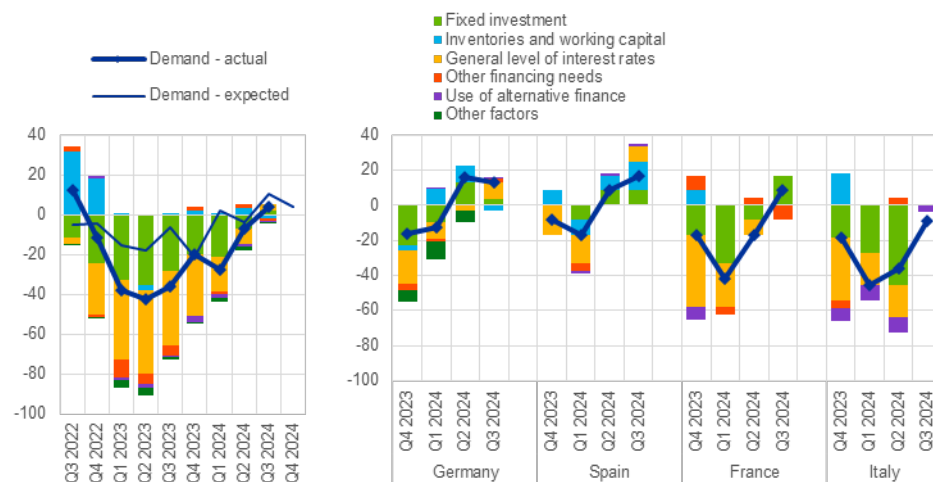 Fixed investment
Inventories and working capital
General level of interest rates
Other financing needs
Use of alternative finance
Other factors
Demand - actual
Demand - expected
40
20
0
-20
-40
-60
-80
-100
Q3 2022
Q4 2022
Q1 2023
Q2 2023
Q3 2023
Q4 2023
Q1 2024
Q2 2024
Q3 2024
Q4 2024
40
20
0
-20
-40
-60
-80
-100
Q4 2023
Q1 2024
Q2 2024
Q3 2024
Q4 2023
Q1 2024
Q2 2024
Q3 2024
Q4 2023
Q1 2024
Q2 2024
Q3 2024
Q4 2023
Q1 2024
Q2 2024
Q3 2024
Germany
Spain
France
Italy